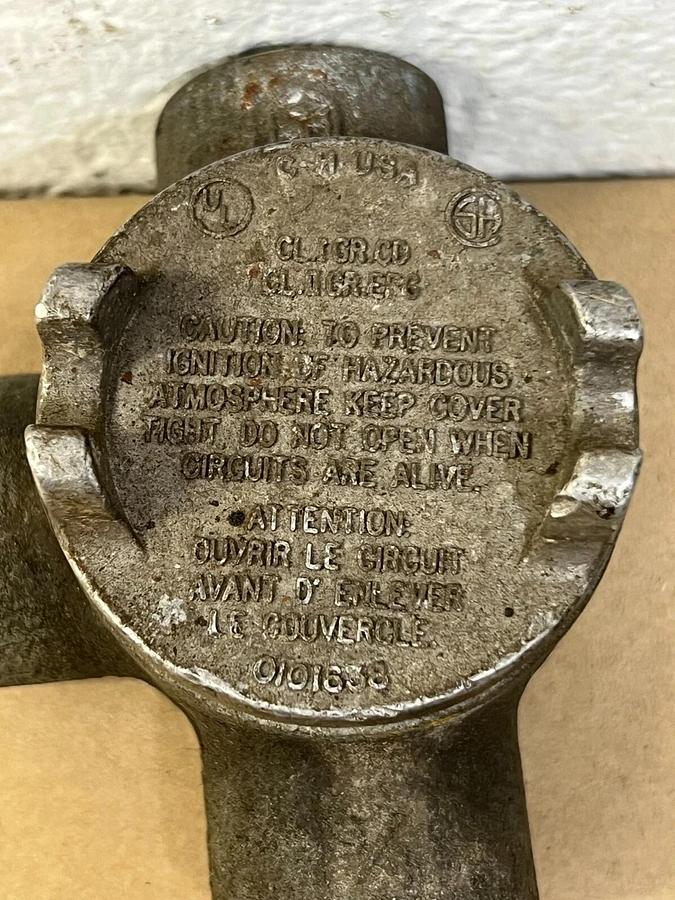 C-H USA
UL SA
CL.I GR.CD
CL.II GR.EFG
CAUTION: TO PREVENT
IGNITION OF HAZARDOUS
ATMOSPHERE KEEP COVER
TIGHT. DO NOT OPEN WHEN
CIRCUITS ARE ALIVE.
ATTENTION:
OUVRIR LE CIRCUIT
AVANT D' ENLEVER
LE COUVERCLE.
0101638